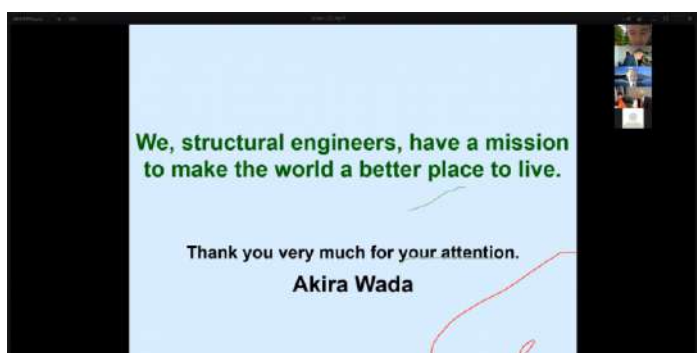 We, structural engineers, have a mission
to make the world a better place to live.
Thank you very much for your attention.
Akira Wada